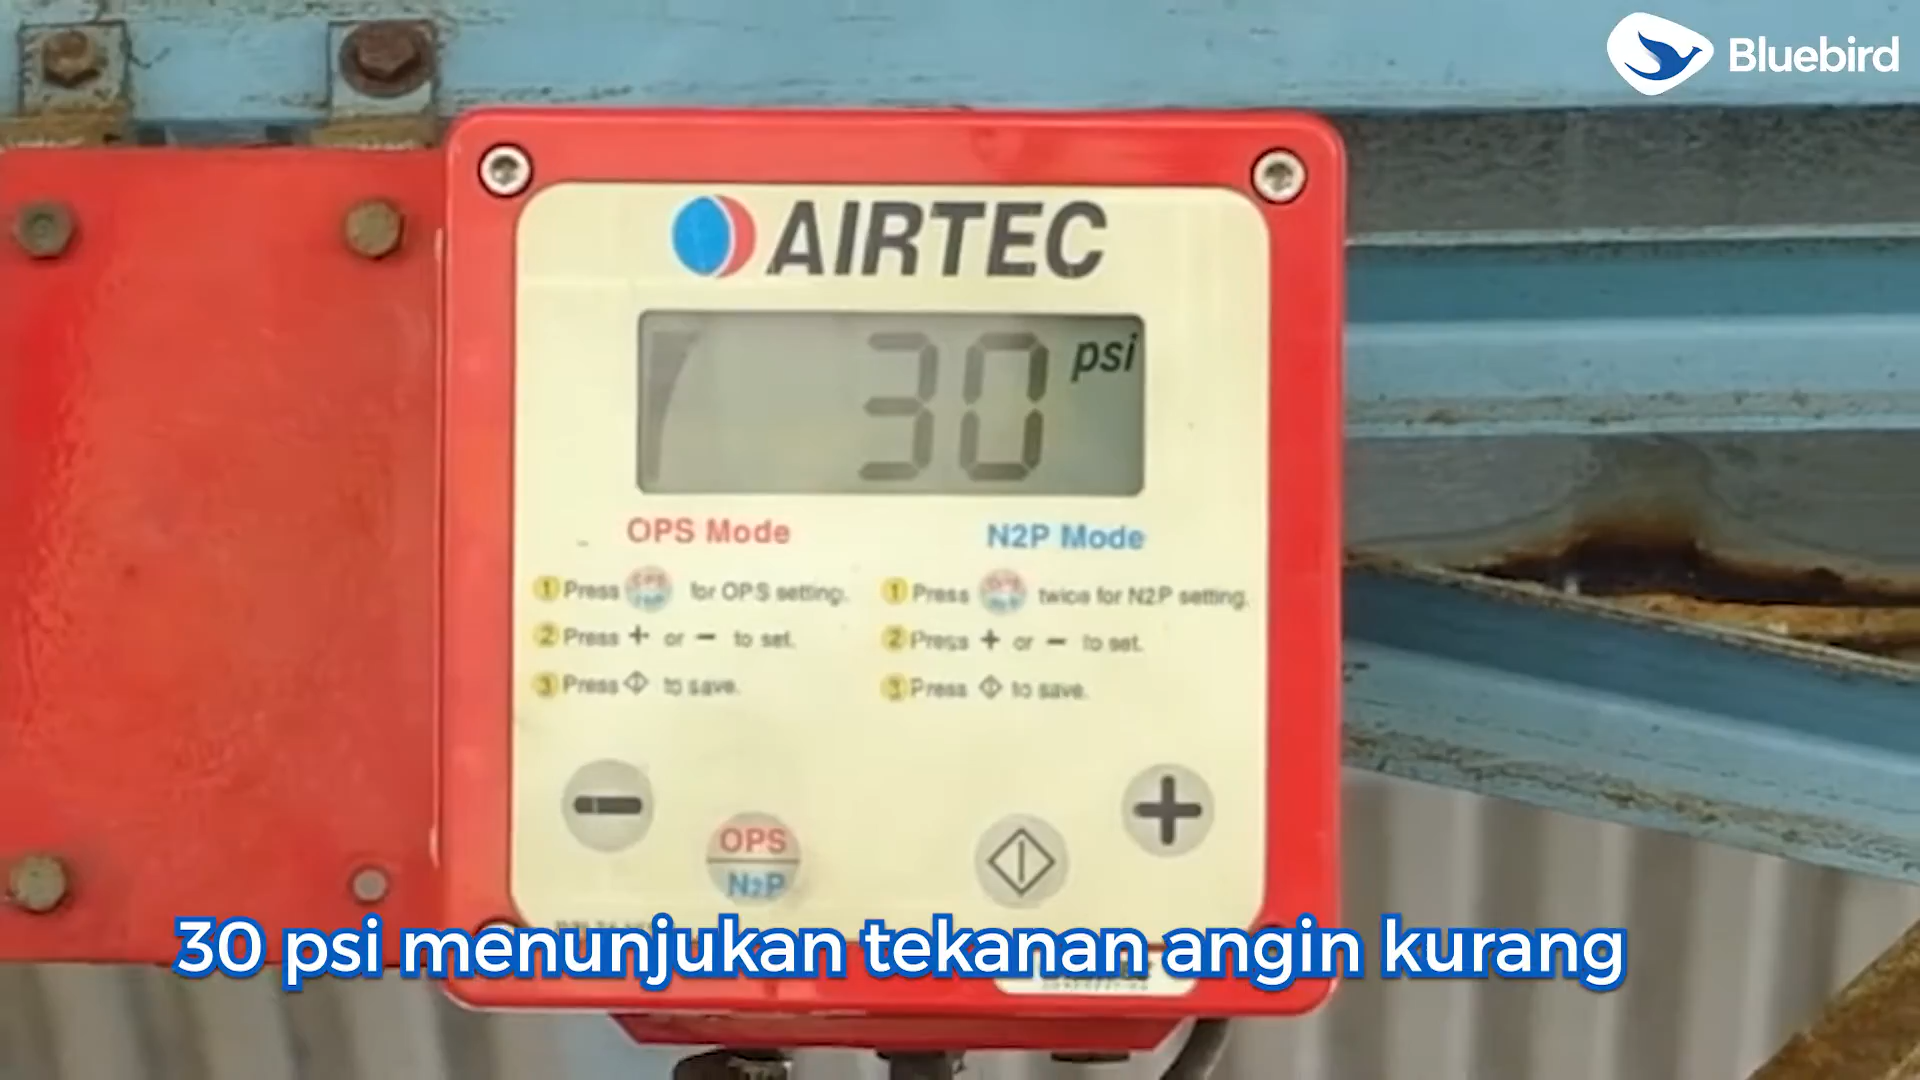 Bluebird
AIRTEC
30 psi
OPS Mode
N2P Mode
1 Press OPS N2P for OPS setting.
2 Press + or - to set.
3 Press to save.
1 Press OPS N2P twice for N2P setting.
2 Press + or - to set.
3 Press to save.
OPS
N2P
30 psi menunjukan tekanan angin kurang